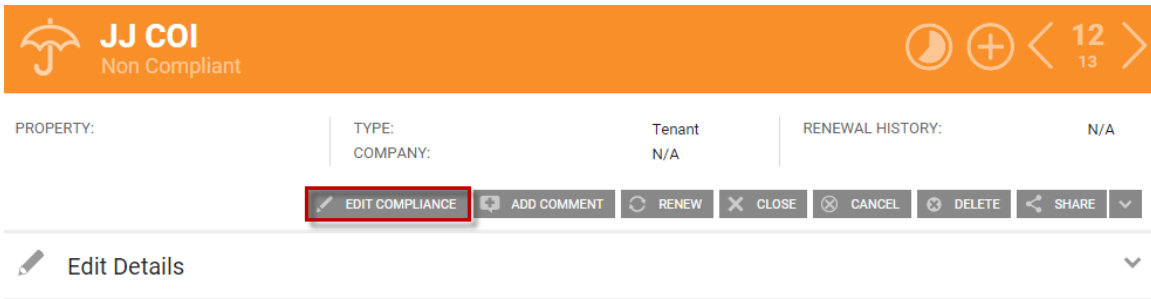 JJ COI
Non Compliant
12
13
PROPERTY:
TYPE: Tenant
COMPANY: N/A
RENEWAL HISTORY: N/A
EDIT COMPLIANCE ADD COMMENT RENEW CLOSE CANCEL DELETE SHARE
Edit Details